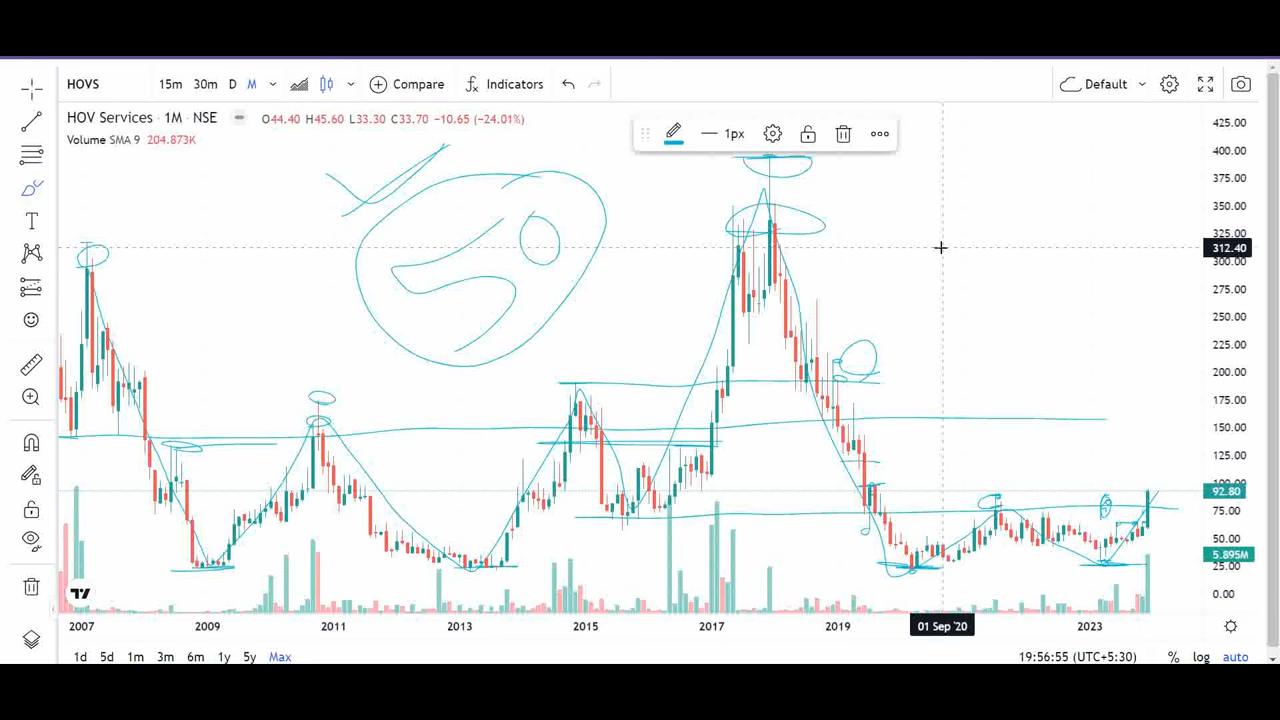 HOVS 15m 30m D M Compare Indicators Default
HOV Services · 1M · NSE O44.40 H45.60 L33.30 C33.70 −10.65 (−24.01%)
Volume SMA 9 204.873K
1px
425.00
400.00
375.00
350.00
325.00
312.40
300.00
275.00
250.00
225.00
200.00
175.00
150.00
125.00
100.00
92.80
75.00
50.00
5.895M
25.00
0.00
2007 2009 2011 2013 2015 2017 2019 01 Sep '20 2023
1d 5d 1m 3m 6m 1y 5y Max 19:56:55 (UTC+5:30) % log auto